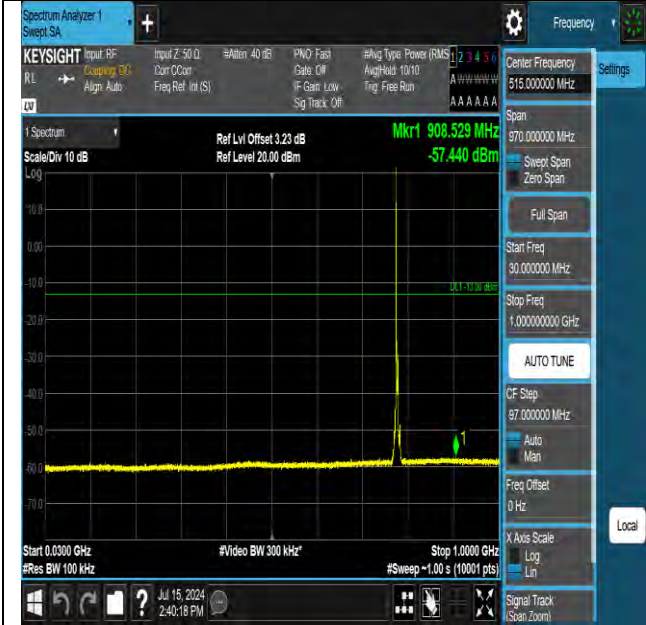 Spectrum Analyzer 1
Swept SA
+
Frequency
KEYSIGHT
RL
Input: RF
Coupling: DC
Align: Auto
Input Z: 50 Ω
Corr CCorr
Freq Ref: Int (S)
#Atten: 40 dB
PNO: Fast
Gate: Off
IF Gain: Low
Sig Track: Off
#Avg Type: Power (RMS
Avg|Hold: 10/10
Trig: Free Run
1 2 3 4 5 6
A W W W W W
A A A A A A
1 Spectrum
Scale/Div 10 dB
Log
Ref Lvl Offset 3.23 dB
Ref Level 20.00 dBm
Mkr1 908.529 MHz
-57.440 dBm
10.0
0.00
-10.0
DL1 -13.00 dBm
-20.0
-30.0
-40.0
-50.0
1
-60.0
-70.0
Start 0.0300 GHz
#Res BW 100 kHz
#Video BW 300 kHz*
Stop 1.0000 GHz
#Sweep ~1.00 s (10001 pts)
?
Jul 15, 2024
2:40:18 PM
Center Frequency
515.000000 MHz
Settings
Span
970.000000 MHz
Swept Span
Zero Span
Full Span
Start Freq
30.000000 MHz
Stop Freq
1.000000000 GHz
AUTO TUNE
CF Step
97.000000 MHz
Auto
Man
Freq Offset
0 Hz
X Axis Scale
Log
Lin
Local
Signal Track
(Span Zoom)